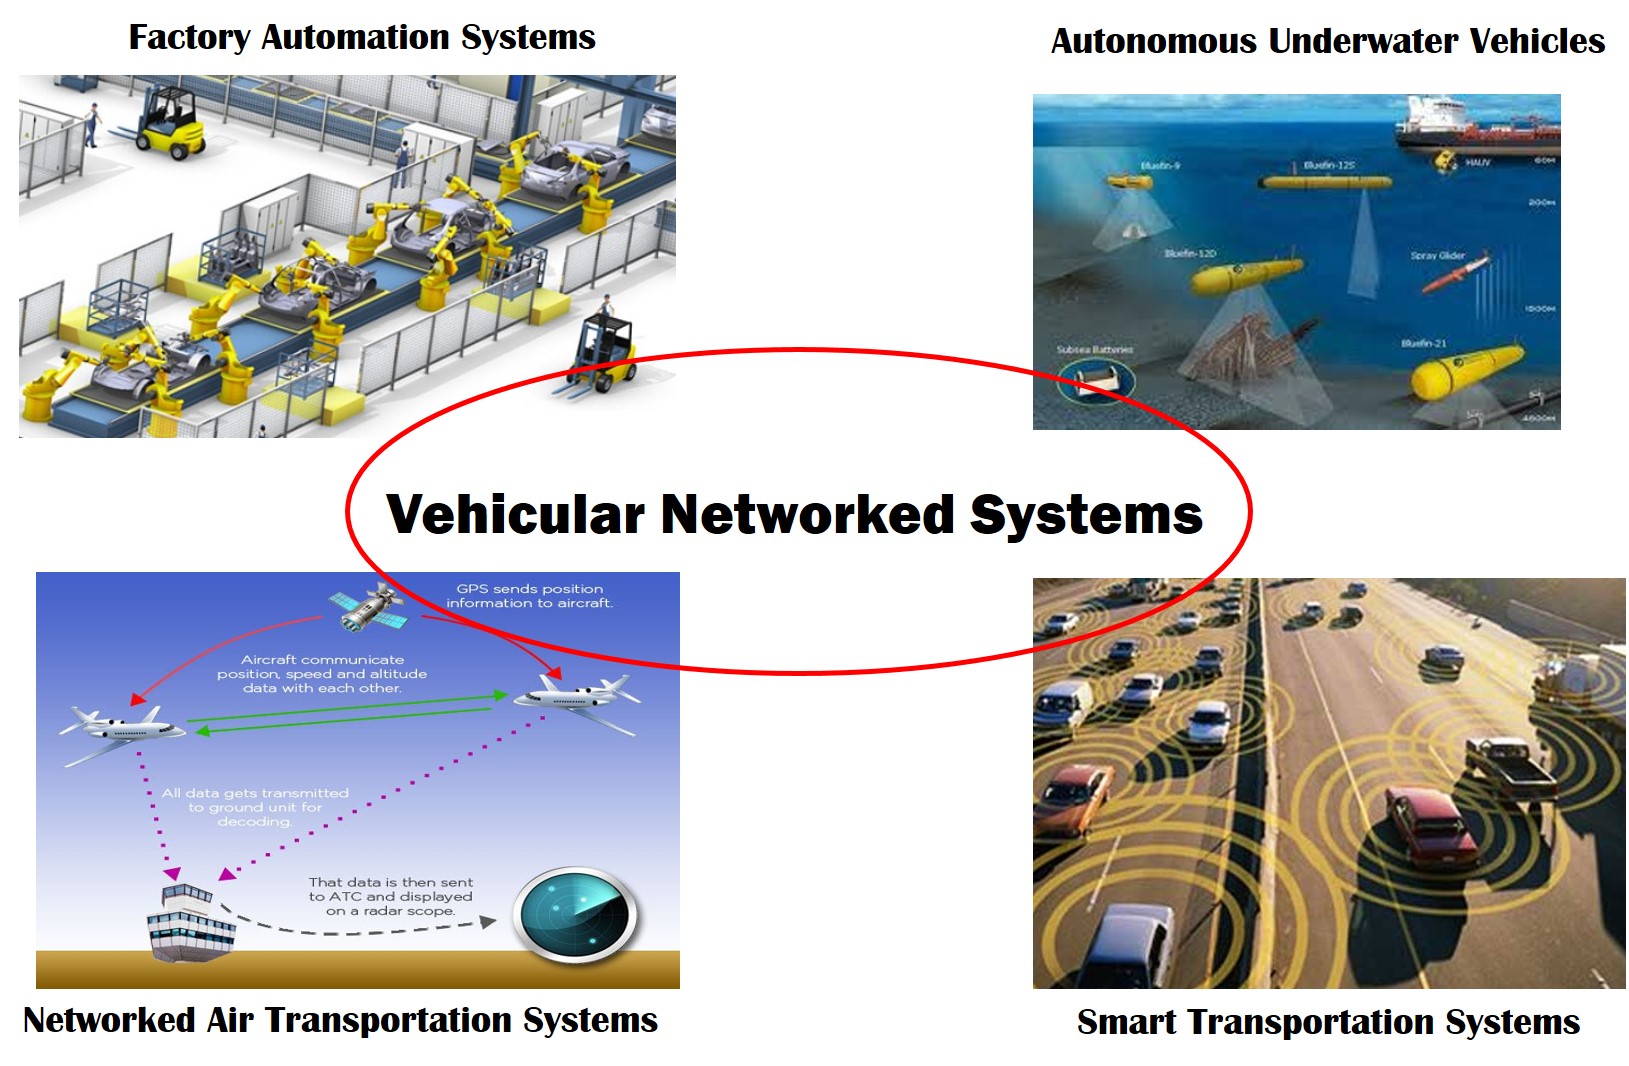 Factory Automation Systems
Autonomous Underwater Vehicles
Bluefin-9
Bluefin-12S
HAUV
60m
200m
Bluefin-12D
Spray Glider
Subsea Batteries
Bluefin-21
Vehicular Networked Systems
GPS sends position
information to aircraft.
Aircraft communicate
position, speed and altitude
data with each other.
All data gets transmitted
to ground unit for
decoding.
That data is then sent
to ATC and displayed
on a radar scope.
Networked Air Transportation Systems
Smart Transportation Systems